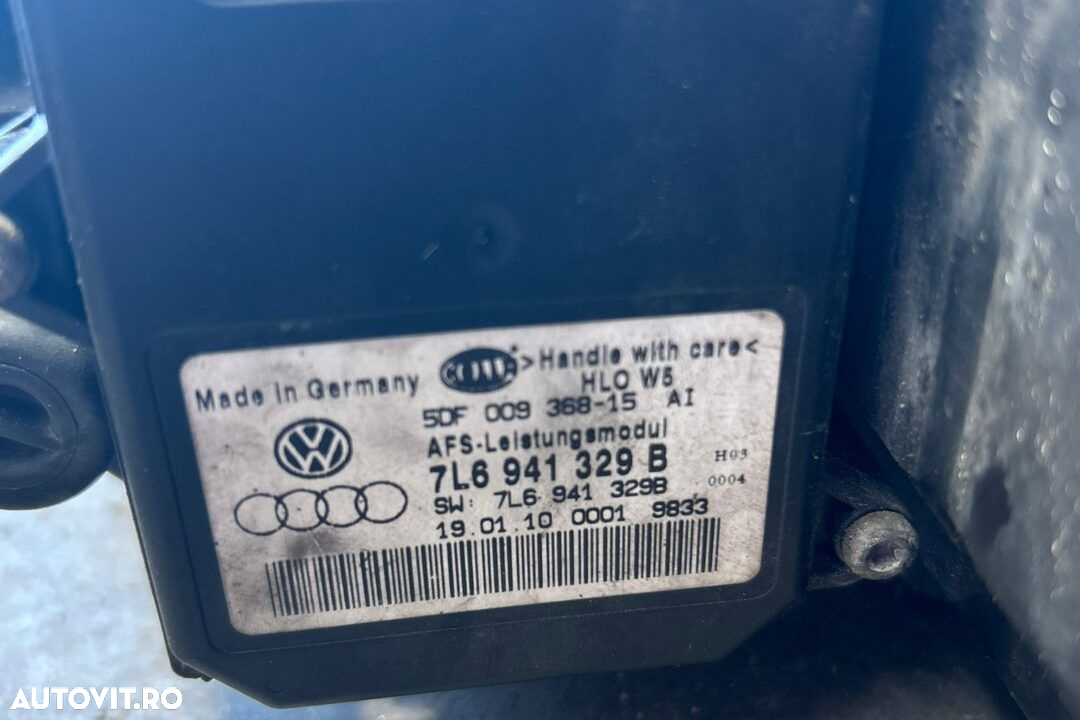 Made in Germany
>Handle with care<
HLO W5
5DF 009 368-15 AI
AFS-Leistungsmodul
7L6 941 329 B H03
SW: 7L6 941 329B 0004
19.01.10 0001 9833
AUTOVIT.RO